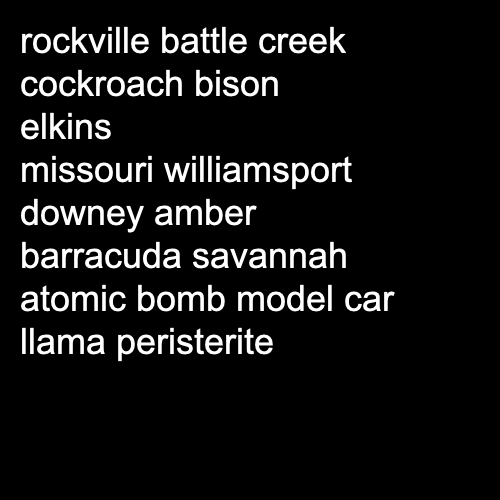 rockville battle creek
cockroach bison
elkins
missouri williamsport
downey amber
barracuda savannah
atomic bomb model car
llama peristerite